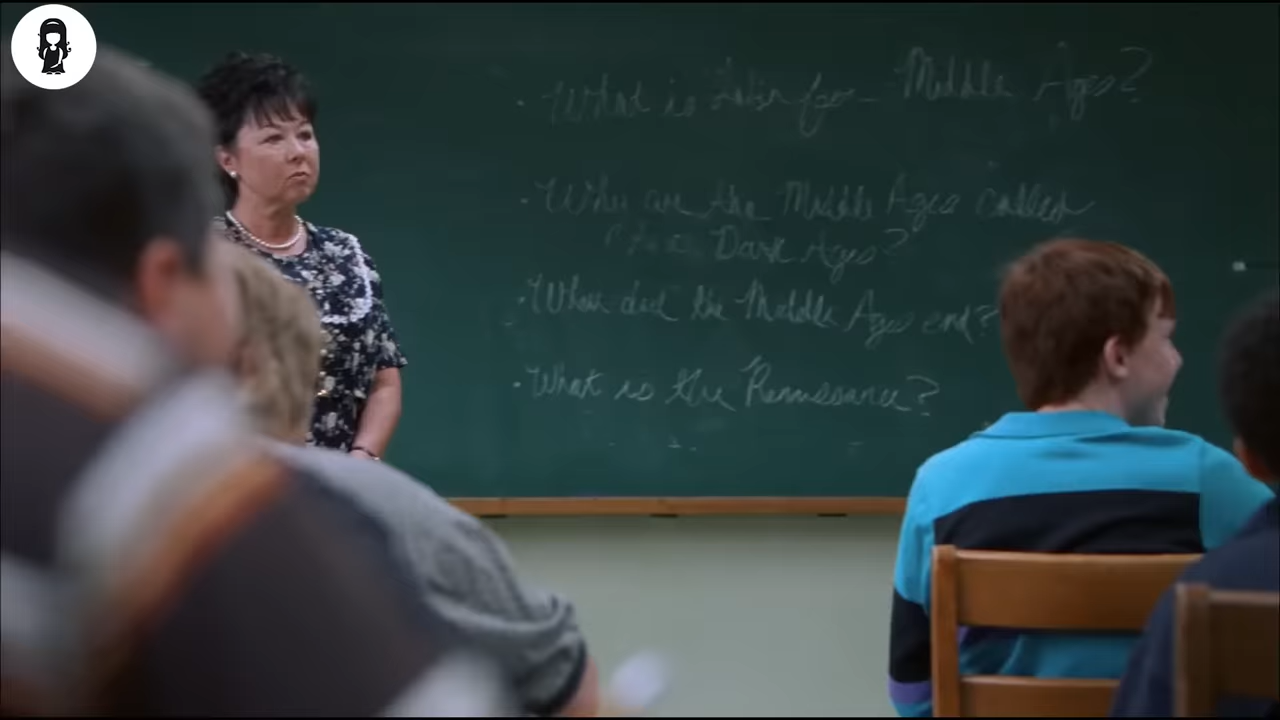 • What is Latin for - Middle Ages?
• Why are the Middle Ages called
the Dark Ages?
• When did the Middle Ages end?
• What is the Renaissance?